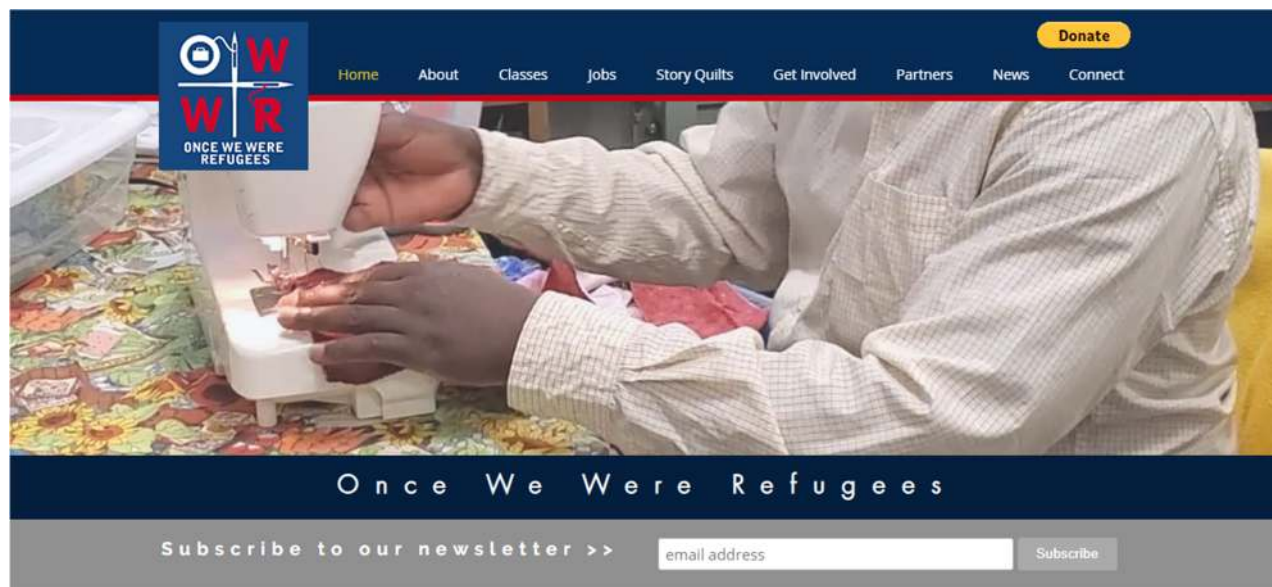 Donate
O W
W R
ONCE WE WERE
REFUGEES
Home About Classes Jobs Story Quilts Get Involved Partners News Connect
Once We Were Refugees
Subscribe to our newsletter >> email address Subscribe